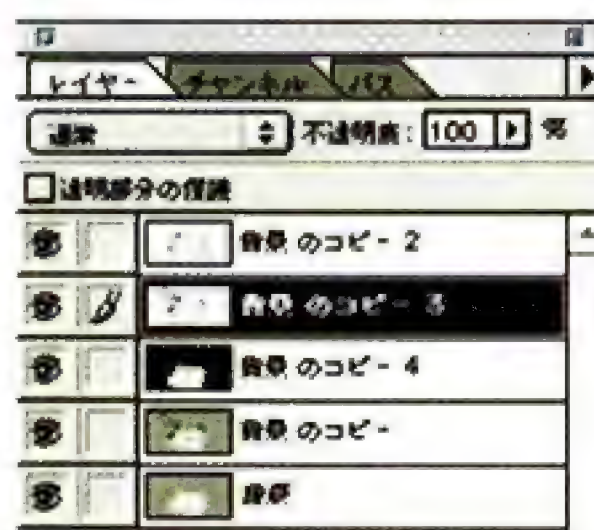 レイヤー チャンネル パス
通常 不透明度: 100 %
透明部分の保護
背景 のコピー 2
背景 のコピー 3
背景 のコピー 4
背景 のコピー
背景